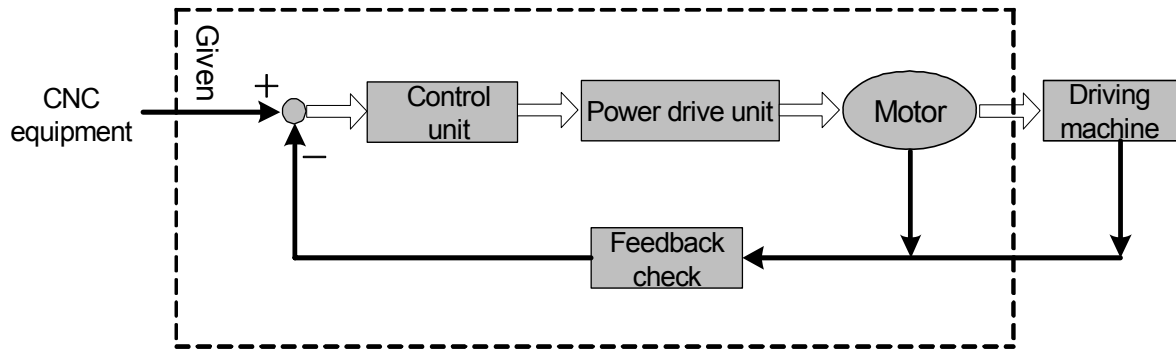 Given
+
CNC
equipment
Control
unit
Power drive unit
Motor
Driving
machine
−
Feedback
check